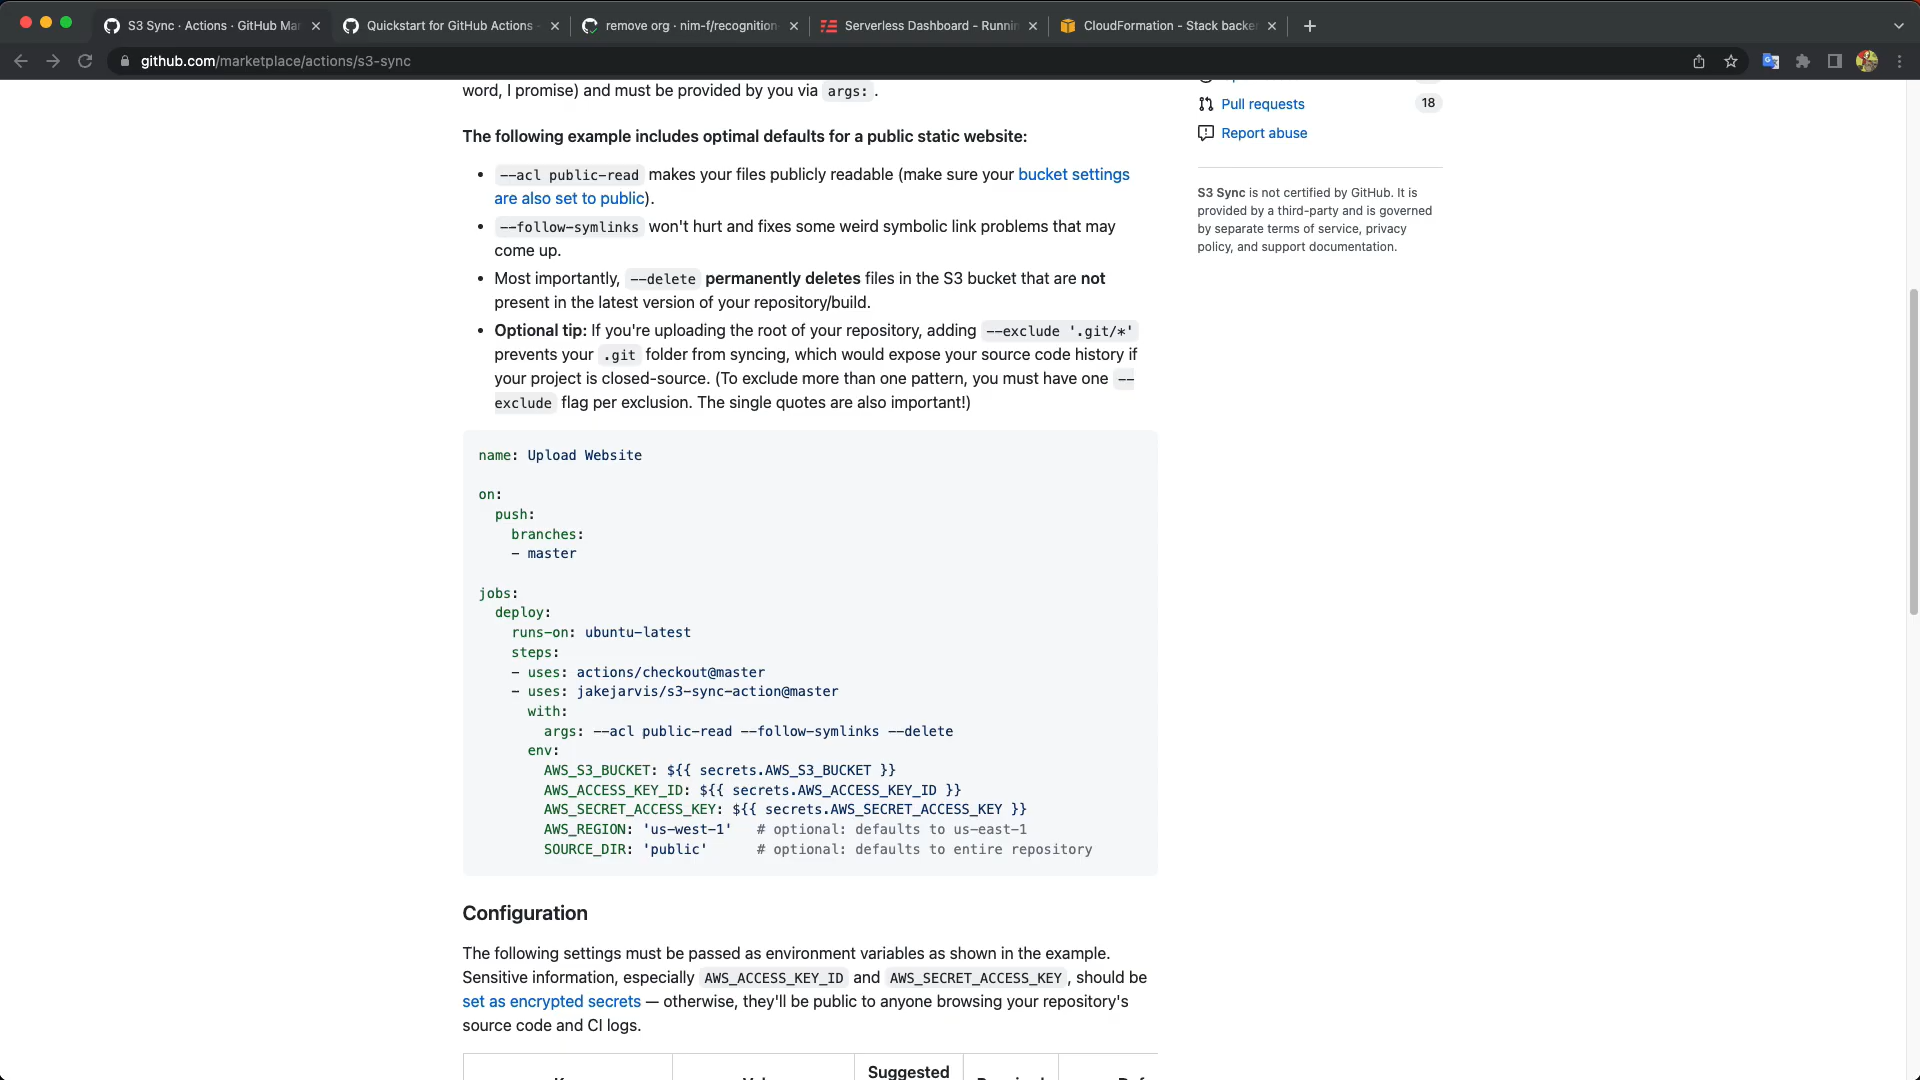 S3 Sync · Actions · GitHub Mar
Quickstart for GitHub Actions -
remove org · nim-f/recognition-
Serverless Dashboard - Runnin
CloudFormation - Stack backen
github.com/marketplace/actions/s3-sync
word, I promise) and must be provided by you via args: .
The following example includes optimal defaults for a public static website:
• --acl public-read makes your files publicly readable (make sure your bucket settings
are also set to public).
• --follow-symlinks won't hurt and fixes some weird symbolic link problems that may
come up.
• Most importantly, --delete permanently deletes files in the S3 bucket that are not
present in the latest version of your repository/build.
• Optional tip: If you're uploading the root of your repository, adding --exclude '.git/*'
prevents your .git folder from syncing, which would expose your source code history if
your project is closed-source. (To exclude more than one pattern, you must have one --
exclude flag per exclusion. The single quotes are also important!)
name: Upload Website
on:
push:
branches:
- master
jobs:
deploy:
runs-on: ubuntu-latest
steps:
- uses: actions/checkout@master
- uses: jakejarvis/s3-sync-action@master
with:
args: --acl public-read --follow-symlinks --delete
env:
AWS_S3_BUCKET: ${{ secrets.AWS_S3_BUCKET }}
AWS_ACCESS_KEY_ID: ${{ secrets.AWS_ACCESS_KEY_ID }}
AWS_SECRET_ACCESS_KEY: ${{ secrets.AWS_SECRET_ACCESS_KEY }}
AWS_REGION: 'us-west-1' # optional: defaults to us-east-1
SOURCE_DIR: 'public' # optional: defaults to entire repository
Configuration
The following settings must be passed as environment variables as shown in the example.
Sensitive information, especially AWS_ACCESS_KEY_ID and AWS_SECRET_ACCESS_KEY , should be
set as encrypted secrets — otherwise, they'll be public to anyone browsing your repository's
source code and CI logs.
Suggested
Pull requests 18
Report abuse
S3 Sync is not certified by GitHub. It is
provided by a third-party and is governed
by separate terms of service, privacy
policy, and support documentation.